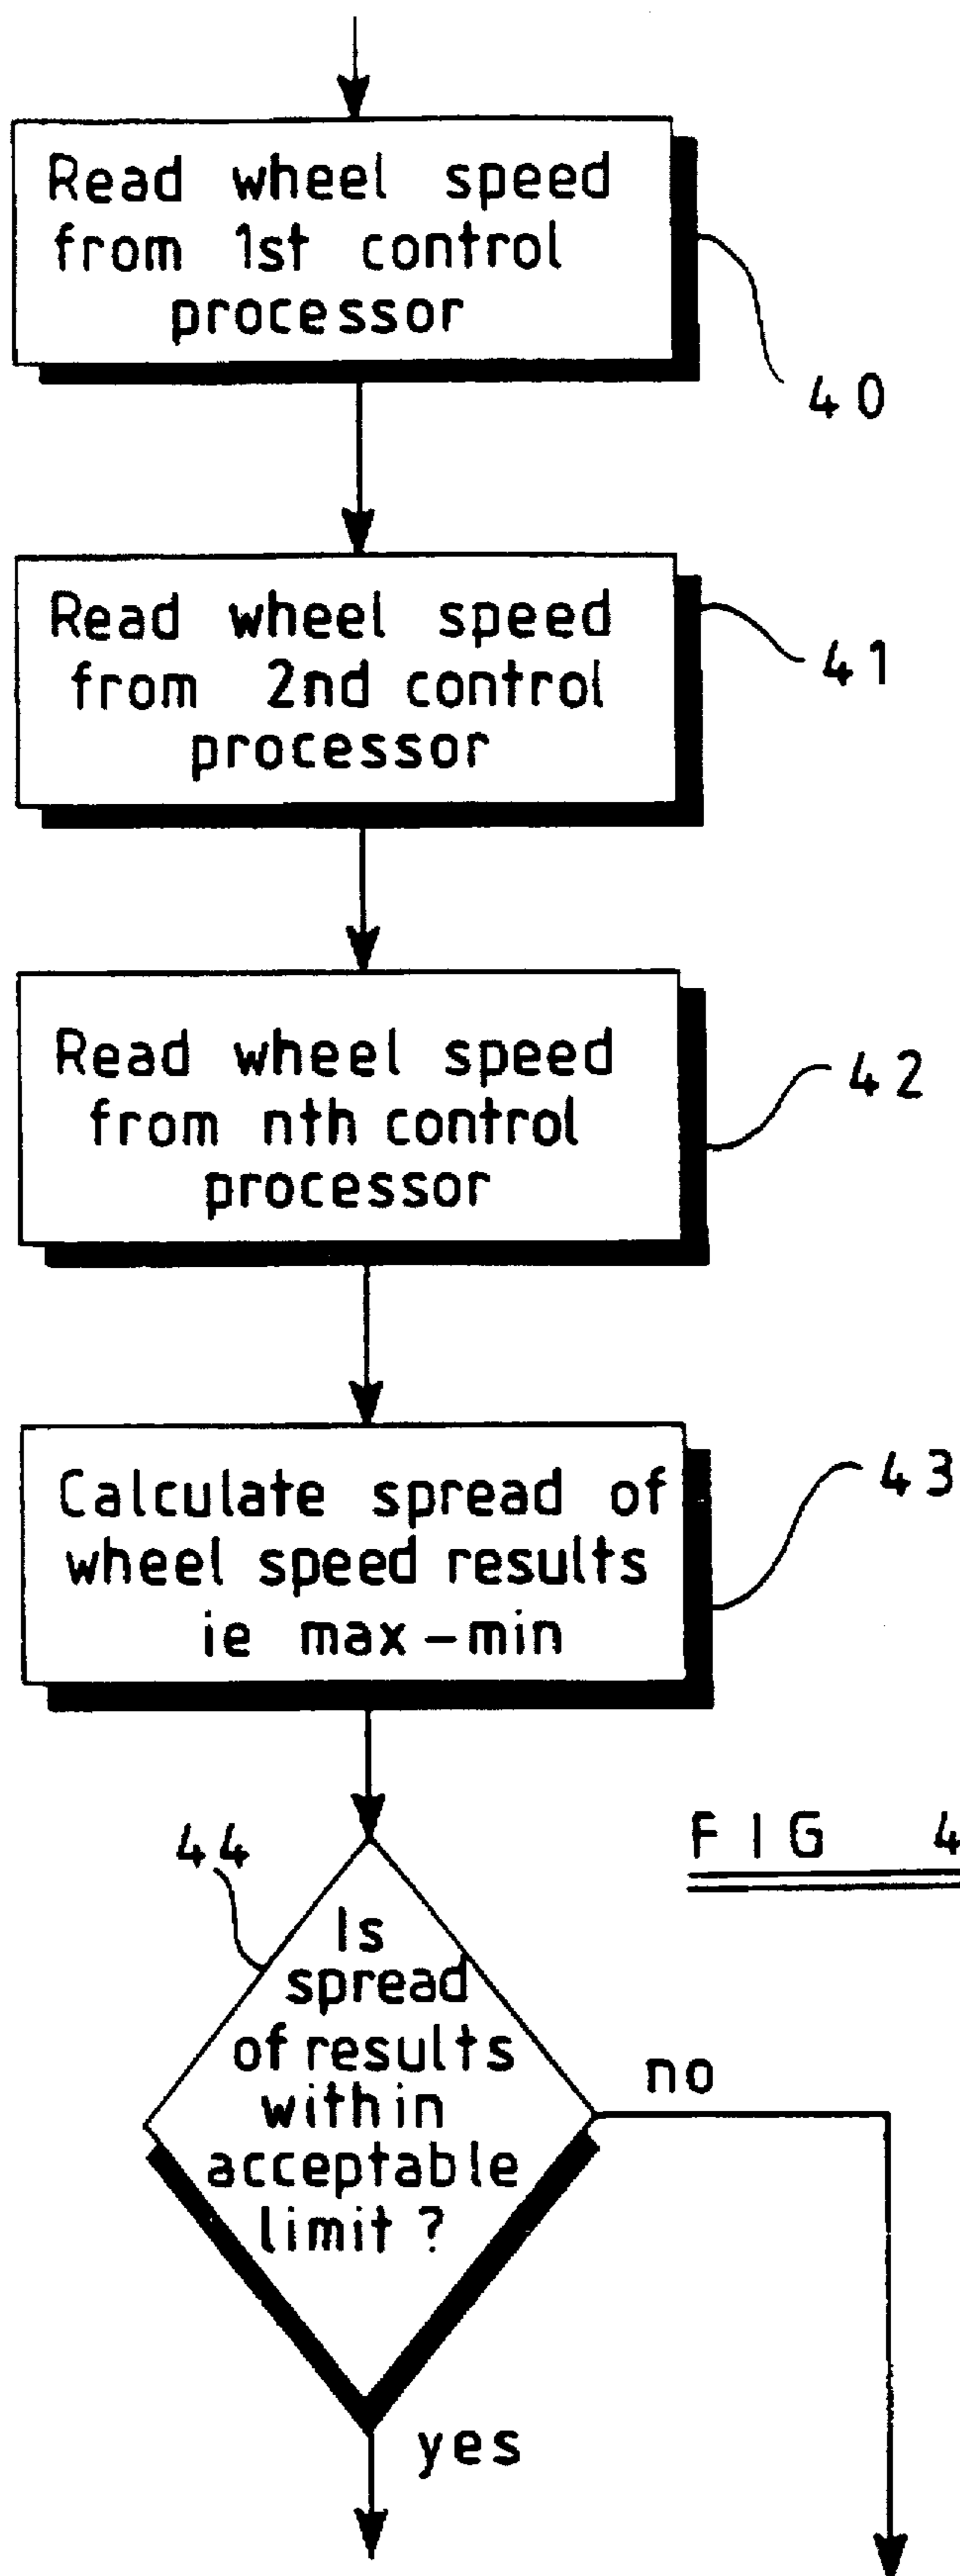 Read wheel speed
from 1st control
processor
40
Read wheel speed
from 2nd control
processor
41
Read wheel speed
from nth control
processor
42
Calculate spread of
wheel speed results
ie max-min
43
44
FIG 4
Is
spread
of results
within
acceptable
limit?
no
yes